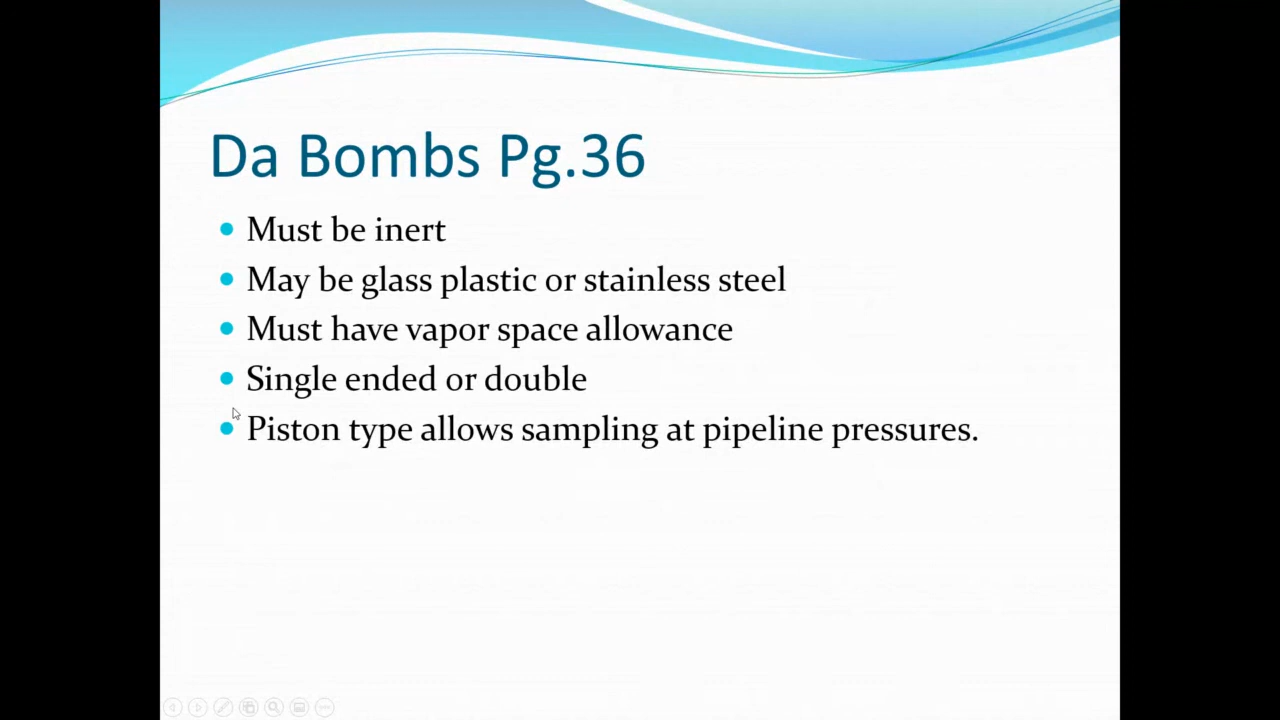 Da Bombs Pg.36
Must be inert
May be glass plastic or stainless steel
Must have vapor space allowance
Single ended or double
Piston type allows sampling at pipeline pressures.